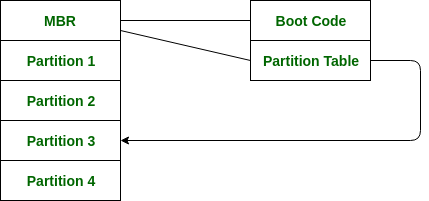 MBR
Partition 1
Partition 2
Partition 3
Partition 4
Boot Code
Partition Table